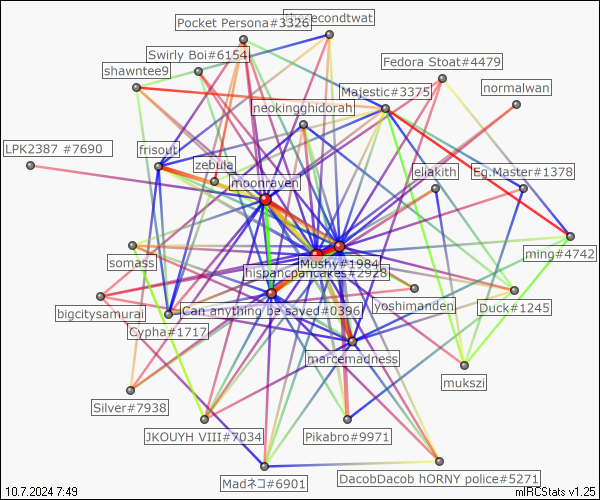 thesecondtwat
Pocket Persona#3326
Swirly Boi#6154
Fedora Stoat#4479
shawntee9
normalwan
Majestic#3375
neokingghidorah
LPK2387 #7690
frisout
zebula
eliakith
Eg.Master#1378
moonraven
somass
ming#4742
Mushy#1984
hispancpancakes#2928
bigcitysamurai
Can anything be saved#0396
yoshimanden
Duck#1245
Cypha#1717
marcemadness
mukszi
Silver#7938
JKOUYH VIII#7034
Pikabro#9971
Madネコ#6901
DacobDacob hORNY police#5271
10.7.2024 7:49
mIRCStats v1.25